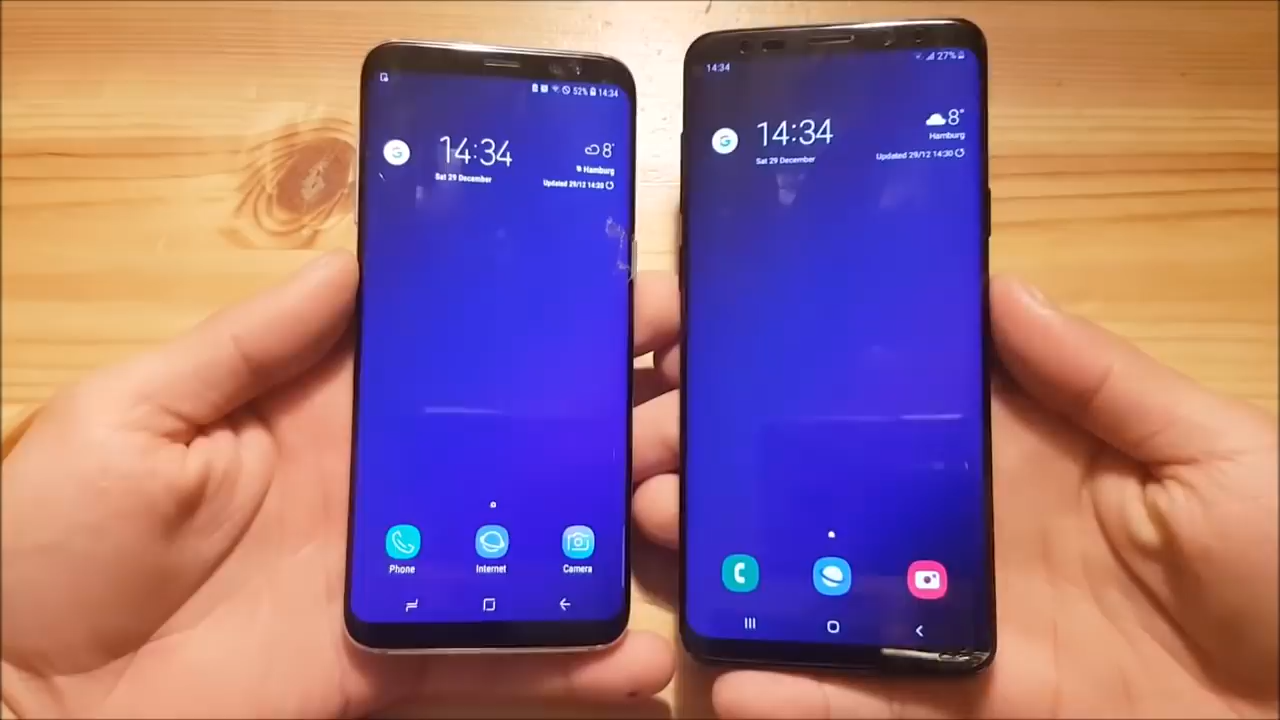 52% 14:34
G
14:34
Sat 29 December
8°
Hamburg
Updated 29/12 14:30
Phone
Internet
Camera
14:34
27%
G
14:34
Sat 29 December
8°
Hamburg
Updated 29/12 14:30